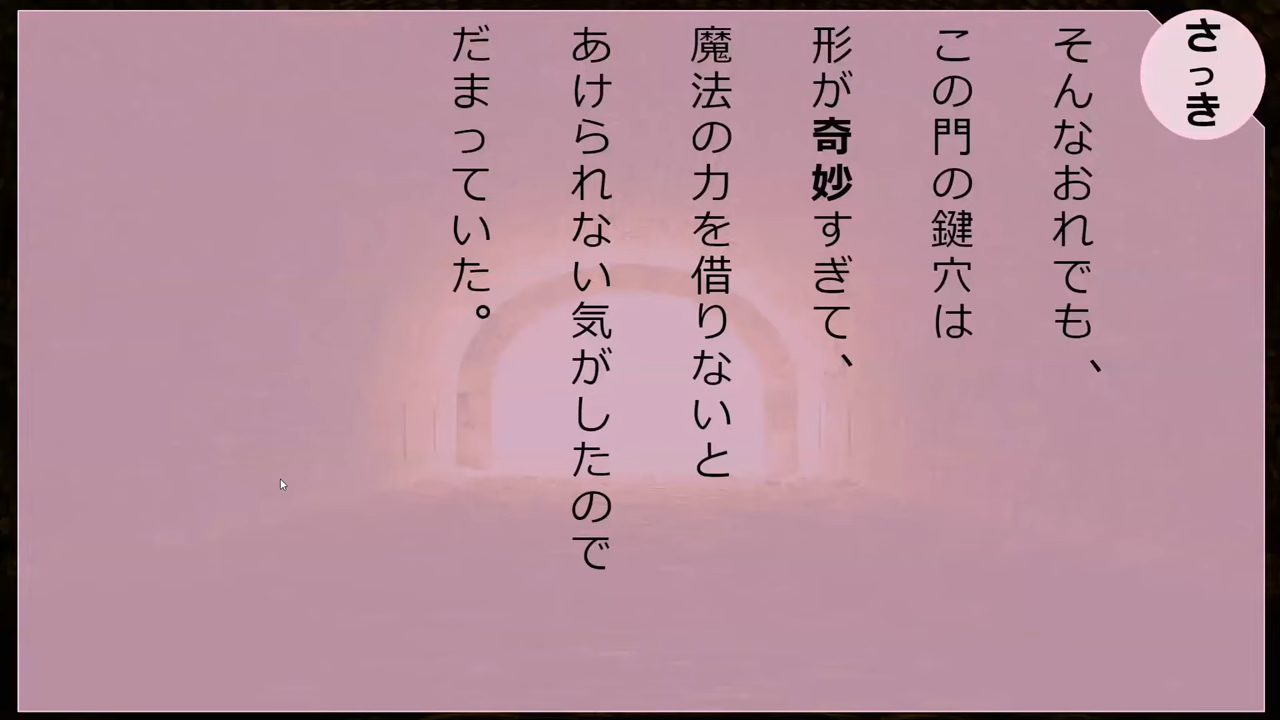 さっき
そんなおれでも、
この門の鍵穴は
形が奇妙すぎて、
魔法の力を借りないと
あけられない気がしたので
だまっていた。